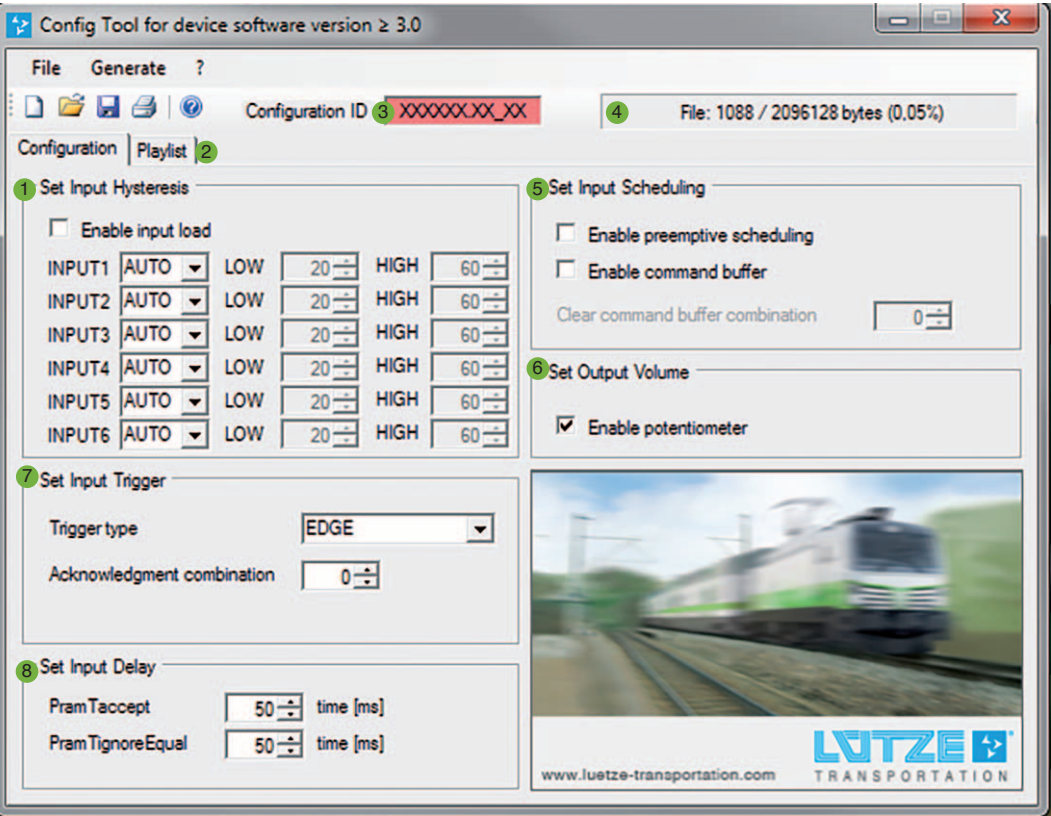 Config Tool for device software version ≥ 3.0
File Generate ?
Configuration ID 3 XXXXXX.XX_XX
4 File: 1088 / 2096128 bytes (0,05%)
Configuration Playlist 2
1 Set Input Hysteresis
Enable input load
INPUT1 AUTO LOW 20 HIGH 60
INPUT2 AUTO LOW 20 HIGH 60
INPUT3 AUTO LOW 20 HIGH 60
INPUT4 AUTO LOW 20 HIGH 60
INPUT5 AUTO LOW 20 HIGH 60
INPUT6 AUTO LOW 20 HIGH 60
5 Set Input Scheduling
Enable preemptive scheduling
Enable command buffer
Clear command buffer combination 0
6 Set Output Volume
Enable potentiometer
7 Set Input Trigger
Trigger type EDGE
Acknowledgment combination 0
8 Set Input Delay
PramTaccept 50 time [ms]
PramTignoreEqual 50 time [ms]
www.luetze-transportation.com
LÜTZE
TRANSPORTATION